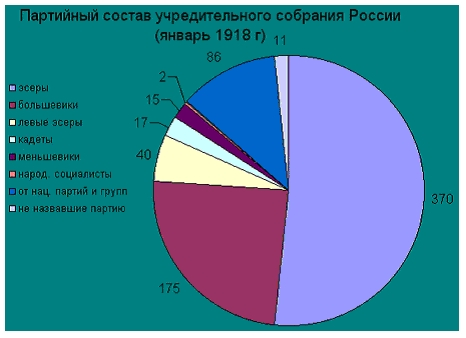 Партийный состав учредительного собрания России
(январь 1918 г)
эсеры
большевики
левые эсеры
кадеты
меньшевики
народ. социалисты
от нац. партий и групп
не назвавшие партию
11
86
2
15
17
40
370
175